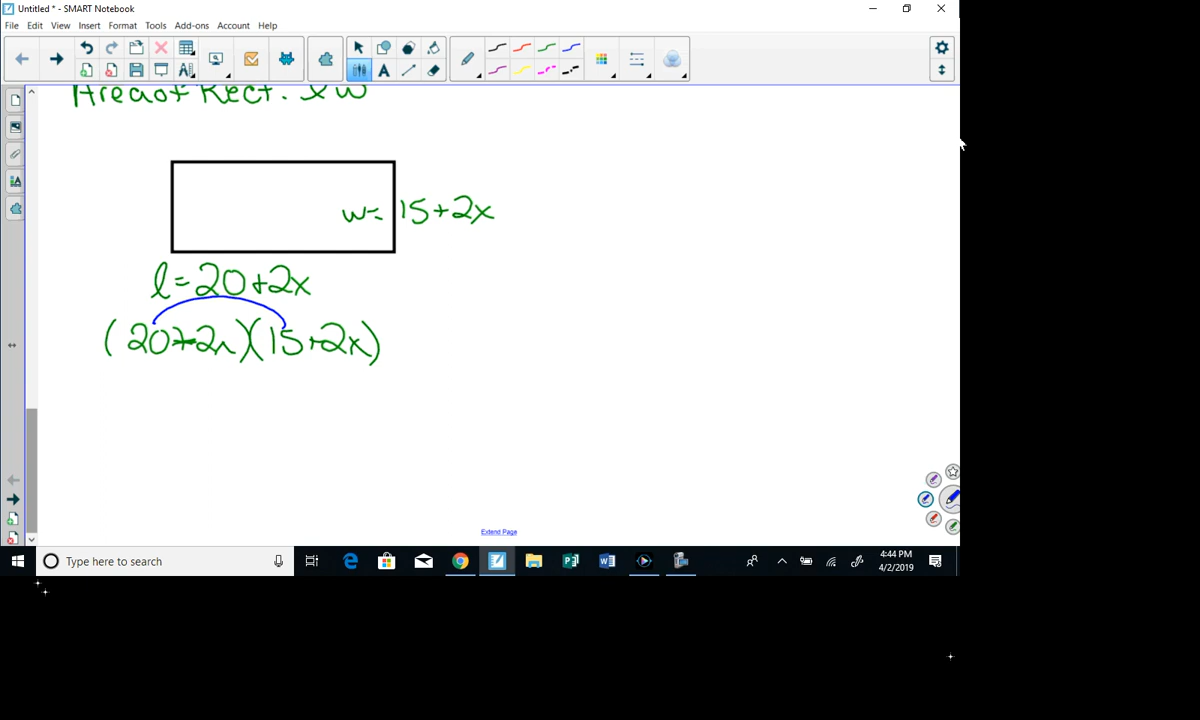 Untitled * - SMART Notebook
File Edit View Insert Format Tools Add-ons Account Help
Area of Rect. l w
w= 15+2x
l=20+2x
(20+2x)(15+2x)
Extend Page
Type here to search
4:44 PM
4/2/2019